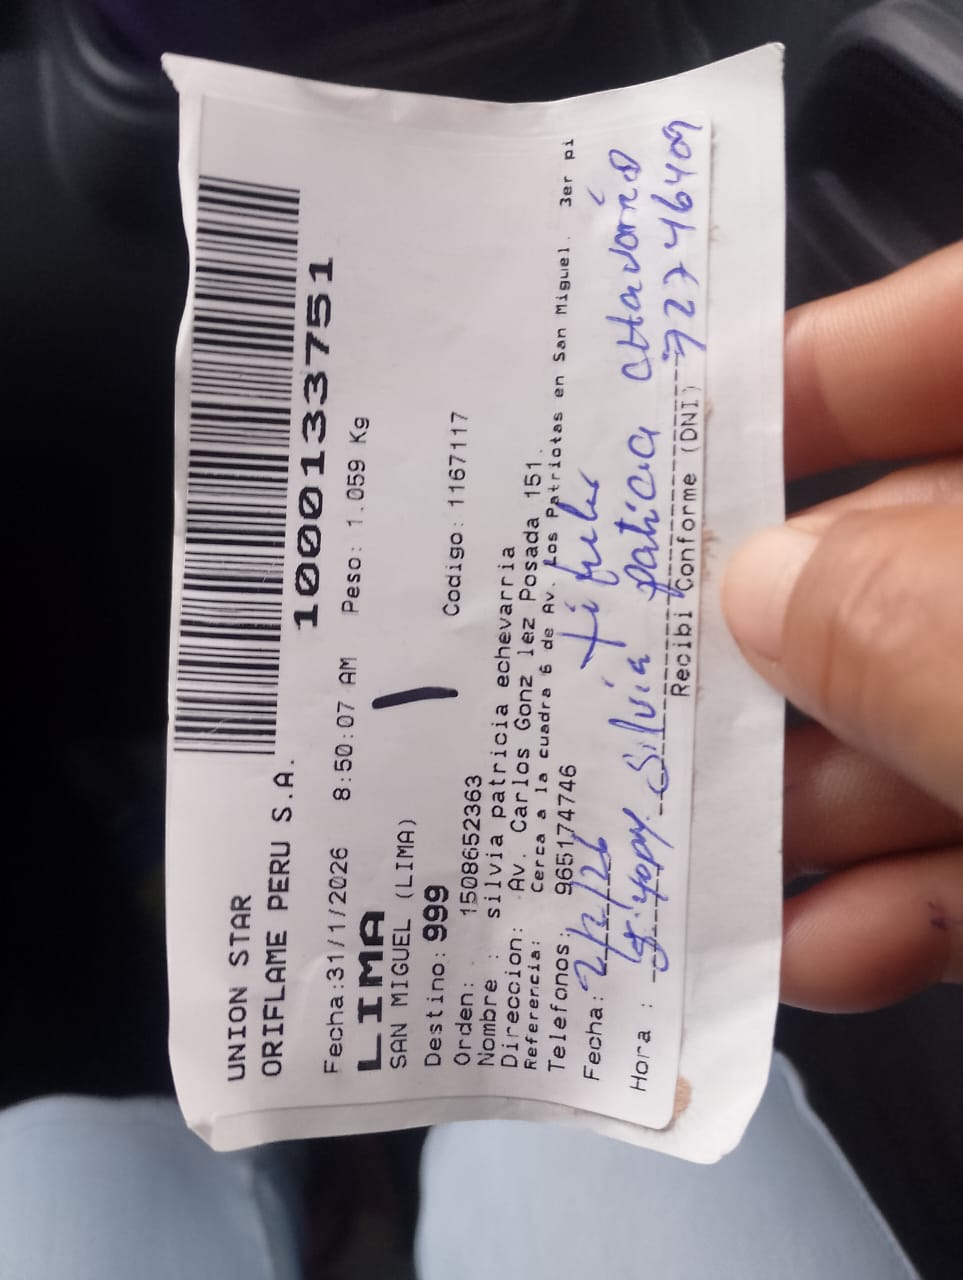 UNION STAR
ORIFLAME PERU S.A.
1000133751
Fecha:31/1/2026 8:50:07 AM Peso: 1.059 Kg
LIMA
SAN MIGUEL (LIMA)
Destino: 999
Orden: 1508652363 Codigo: 1167117
Nombre : silvia patricia echevarria
Direccion: Av. Carlos Gonz lez Posada 151.
Referencia: Cerca a la cuadra 6 de Av. Los Patriotas en San Miguel. 3er pi
Telefonos: 965174746
Fecha: titular
Hora : Silvia patricia 72746409
Recibi Conforme (DNI)